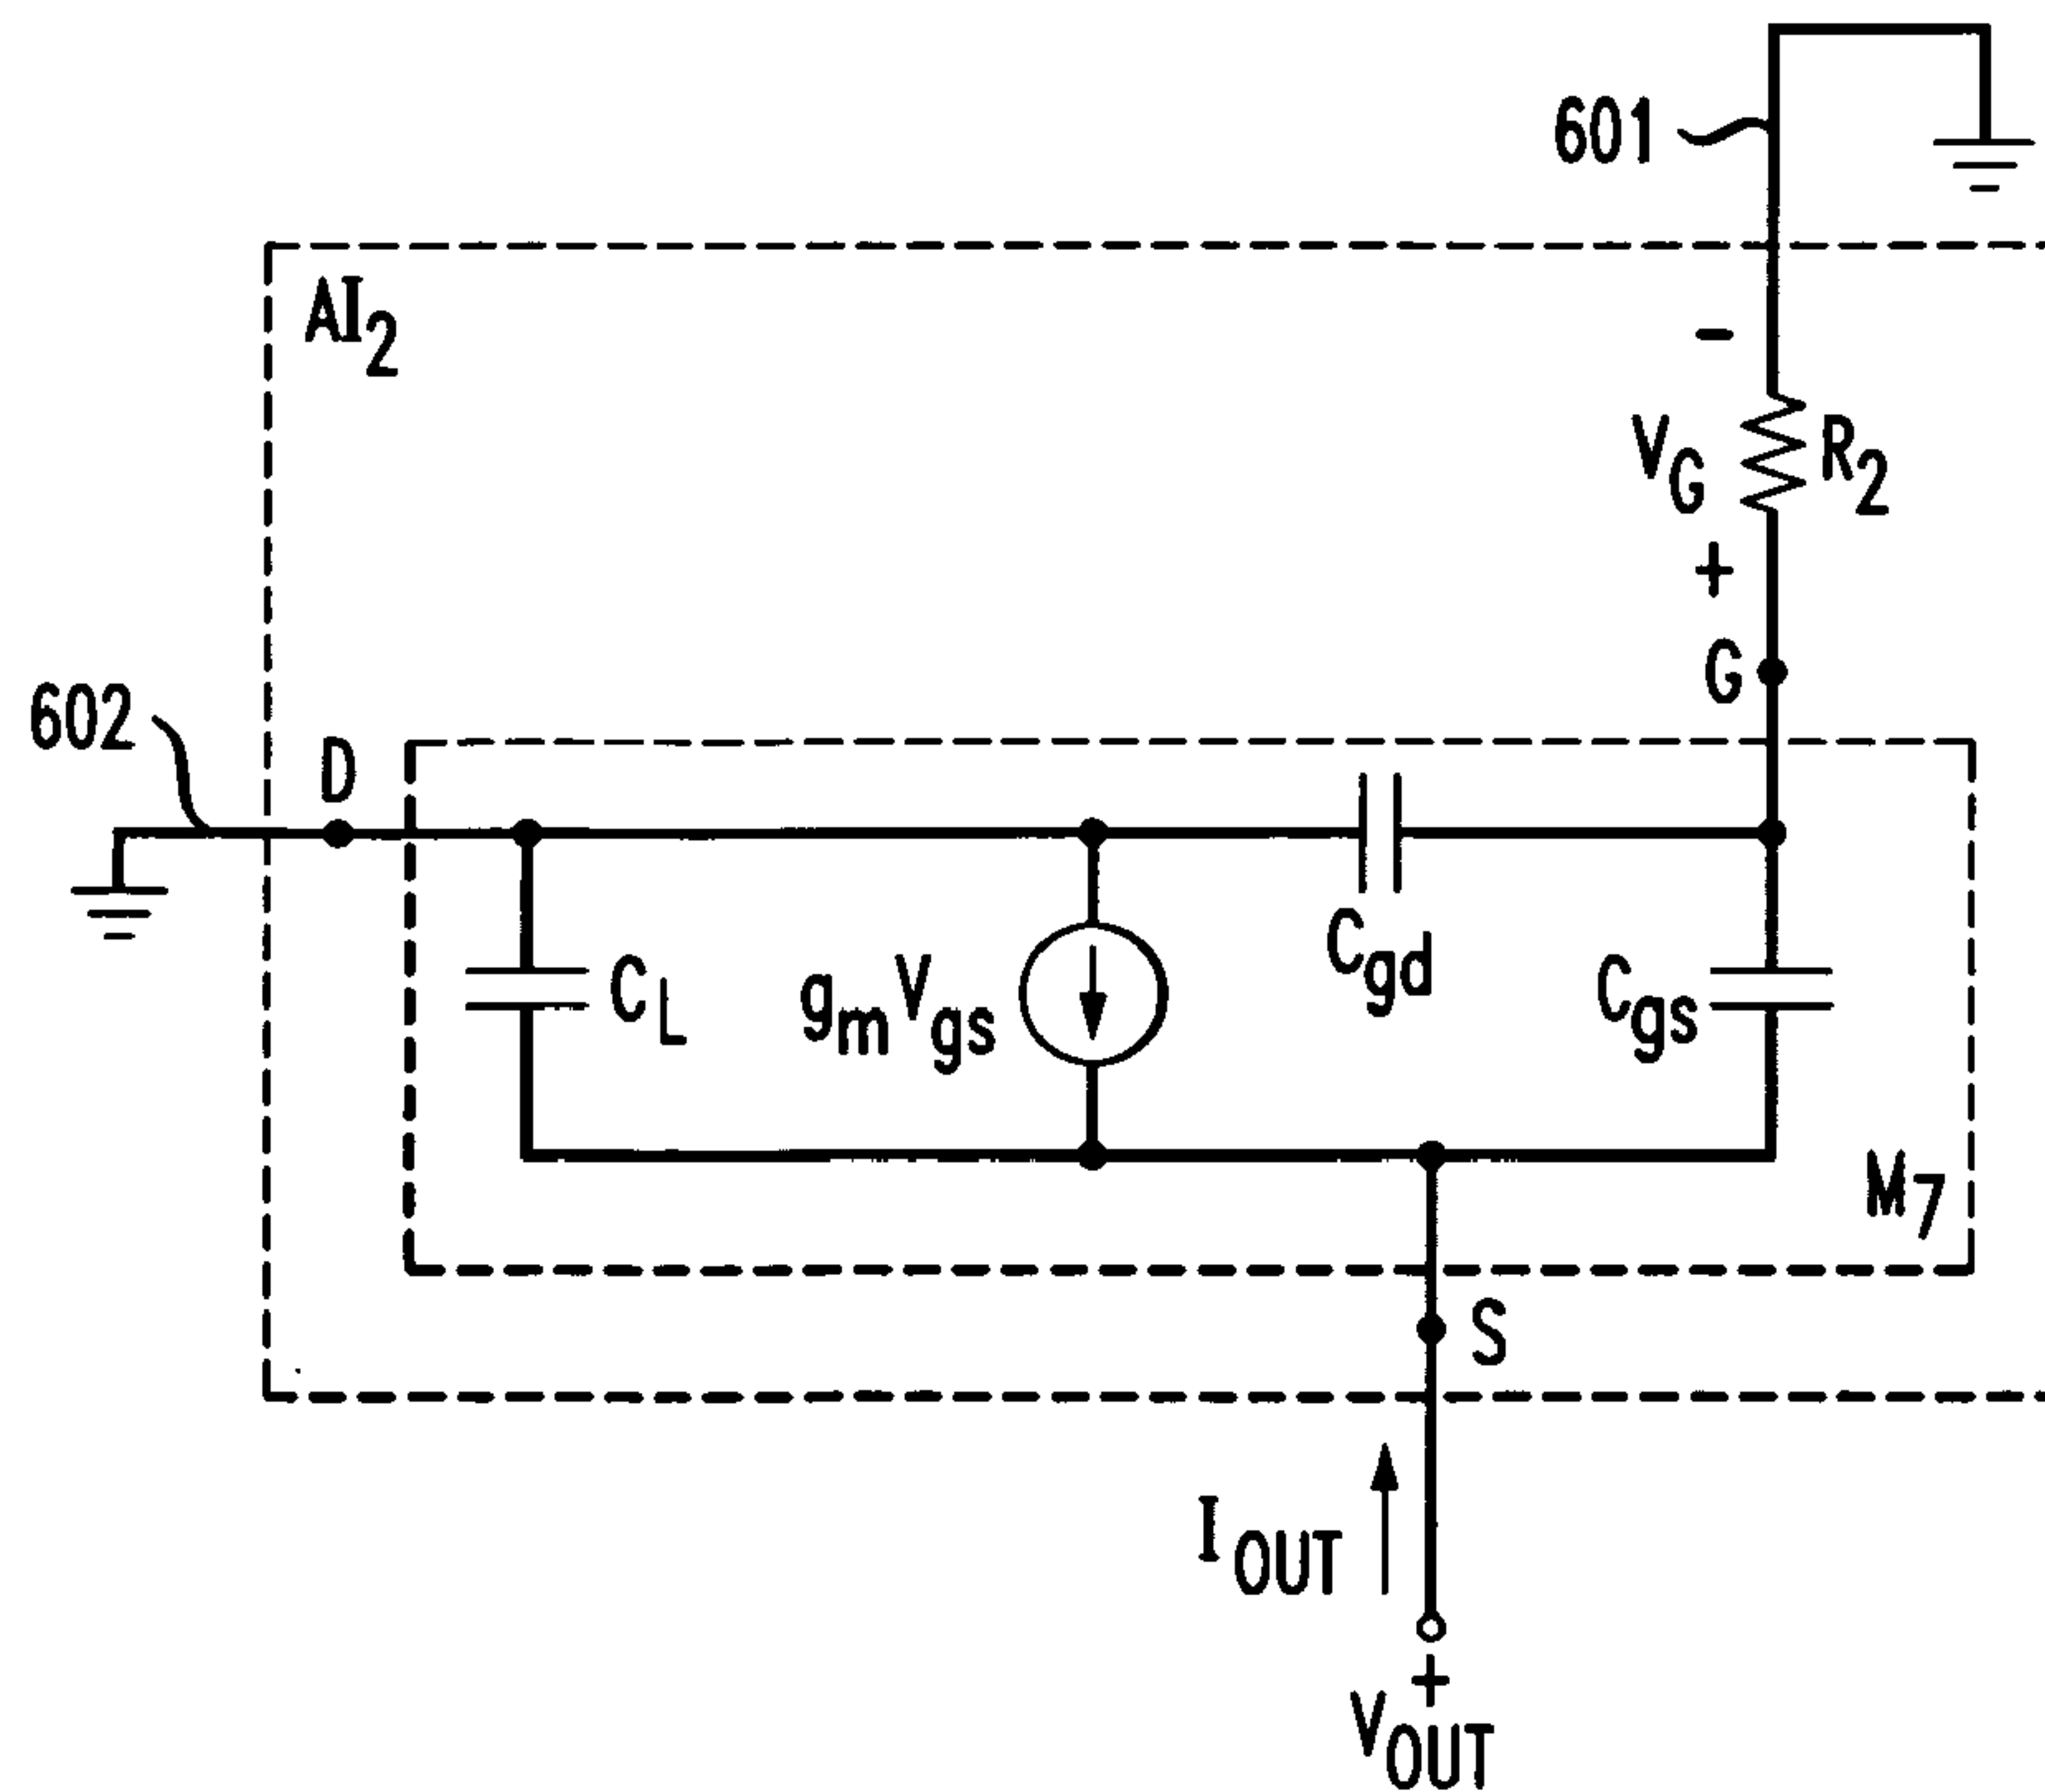 601
AI2
-
VG
R2
+
G
602
D
CL
gmVgs
Cgd
Cgs
M7
S
IOUT
+
VOUT